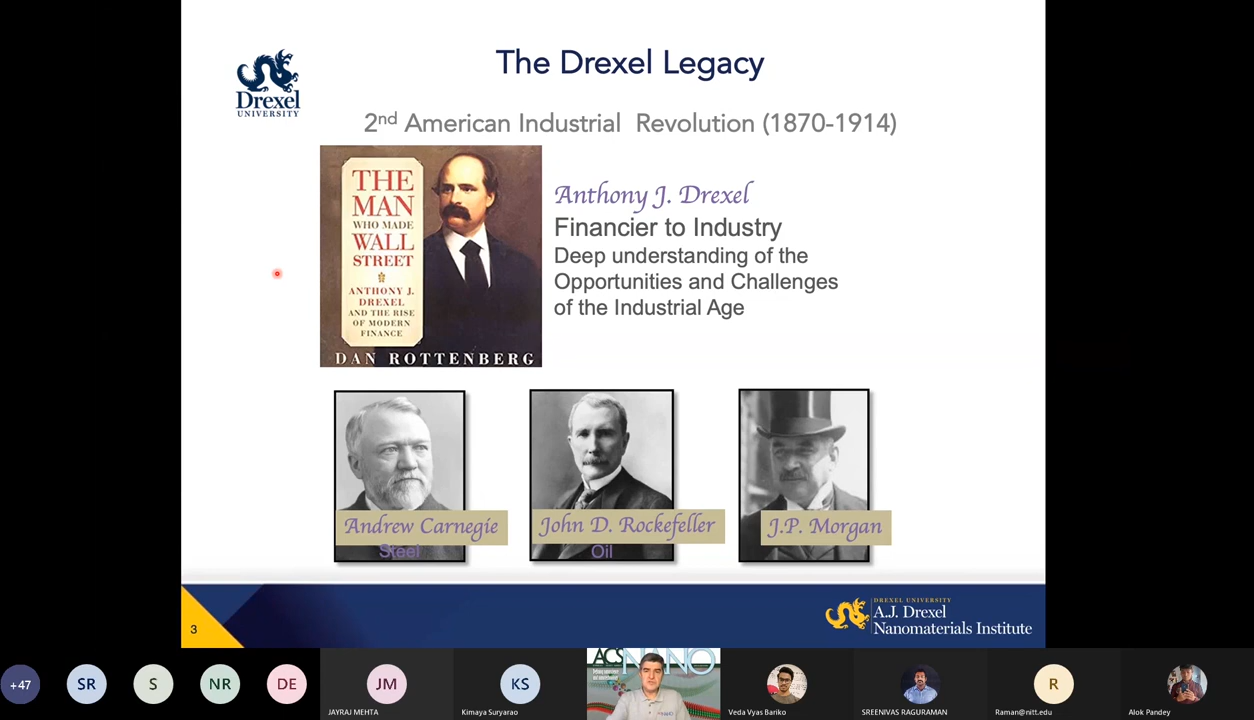 The Drexel Legacy
Drexel
UNIVERSITY
2nd American Industrial Revolution (1870-1914)
THE
MAN
WHO MADE
WALL
STREET
ANTHONY J.
DREXEL
AND THE RISE
OF MODERN
FINANCE
DAN ROTTENBERG
Anthony J. Drexel
Financier to Industry
Deep understanding of the
Opportunities and Challenges
of the Industrial Age
Andrew Carnegie
Steel
John D. Rockefeller
Oil
J.P. Morgan
3
DREXEL UNIVERSITY
A.J. Drexel
Nanomaterials Institute
+47
SR
S
NR
DE
JM
JAYRAJ MEHTA
KS
Kimaya Suryarao
ACS
NANO
Veda Vyas Bariko
SREENIVAS RAGURAMAN
R
Raman@nitt.edu
Alok Pandey